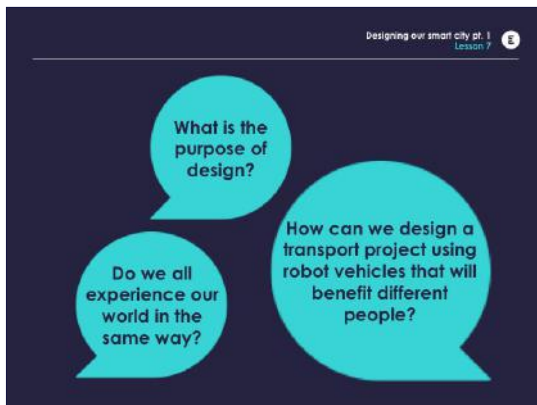 Designing our smart city pt. 1
Lesson 7
E
What is the
purpose of
design?
Do we all
experience our
world in the
same way?
How can we design a
transport project using
robot vehicles that will
benefit different
people?